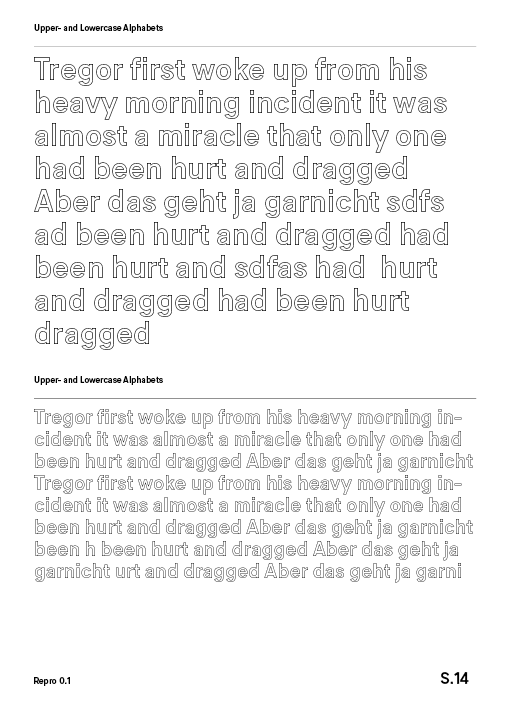 Upper- and Lowercase Alphabets
Tregor first woke up from his
heavy morning incident it was
almost a miracle that only one
had been hurt and dragged
Aber das geht ja garnicht sdfs
ad been hurt and dragged had
been hurt and sdfas had  hurt
and dragged had been hurt
dragged
Upper- and Lowercase Alphabets
Tregor first woke up from his heavy morning in-
cident it was almost a miracle that only one had
been hurt and dragged Aber das geht ja garnicht
Tregor first woke up from his heavy morning in-
cident it was almost a miracle that only one had
been hurt and dragged Aber das geht ja garnicht
been h been hurt and dragged Aber das geht ja
garnicht urt and dragged Aber das geht ja garni
Repro 0.1
S.14